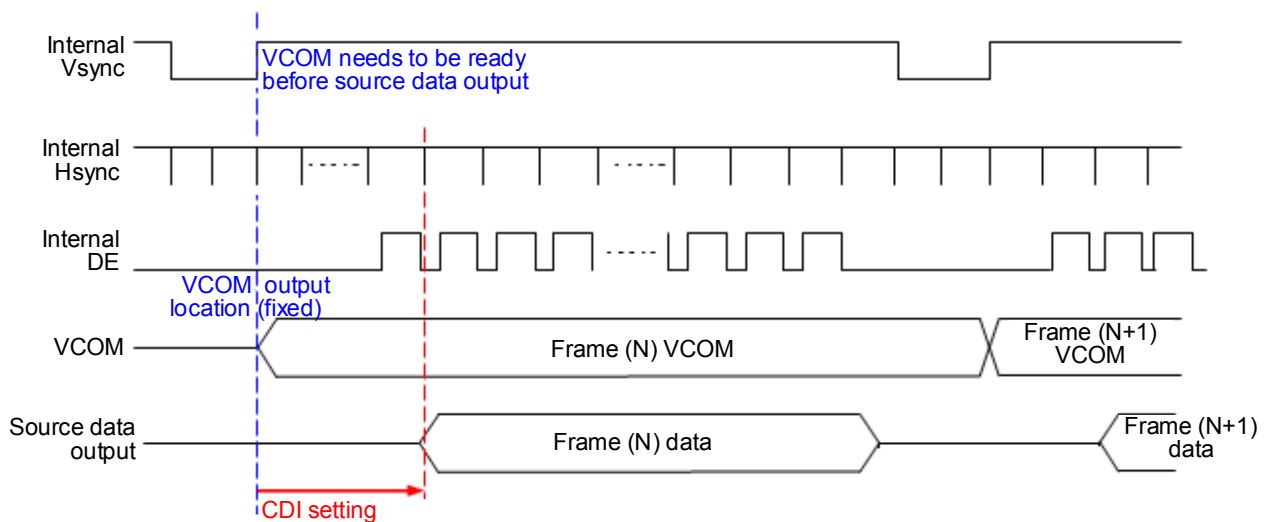 Internal
Vsync
VCOM needs to be ready
before source data output
Internal
Hsync
Internal
DE
VCOM output
location (fixed)
VCOM
Frame (N) VCOM
Frame (N+1)
VCOM
Source data
output
Frame (N) data
Frame (N+1)
data
CDI setting